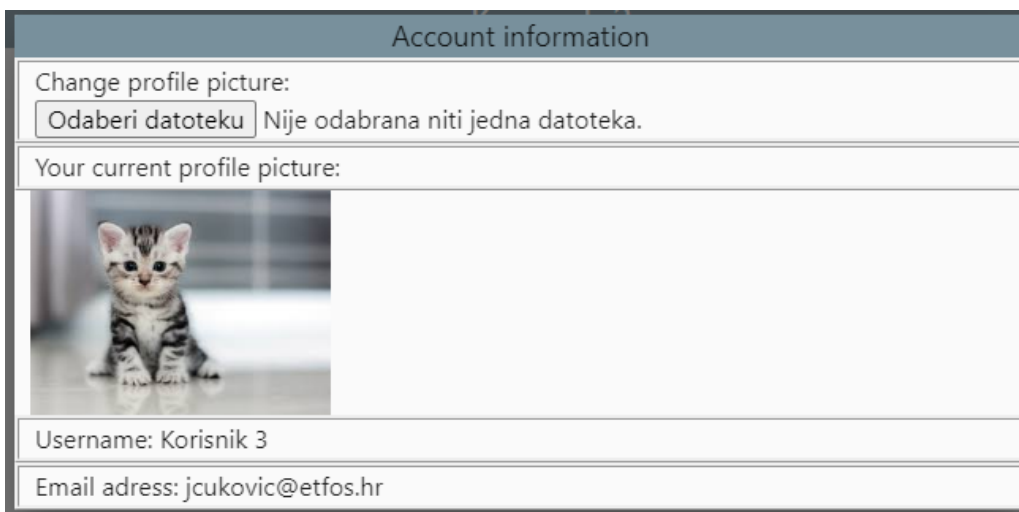 Account information
Change profile picture:
Odaberi datoteku Nije odabrana niti jedna datoteka.
Your current profile picture:
Username: Korisnik 3
Email adress: jcukovic@etfos.hr